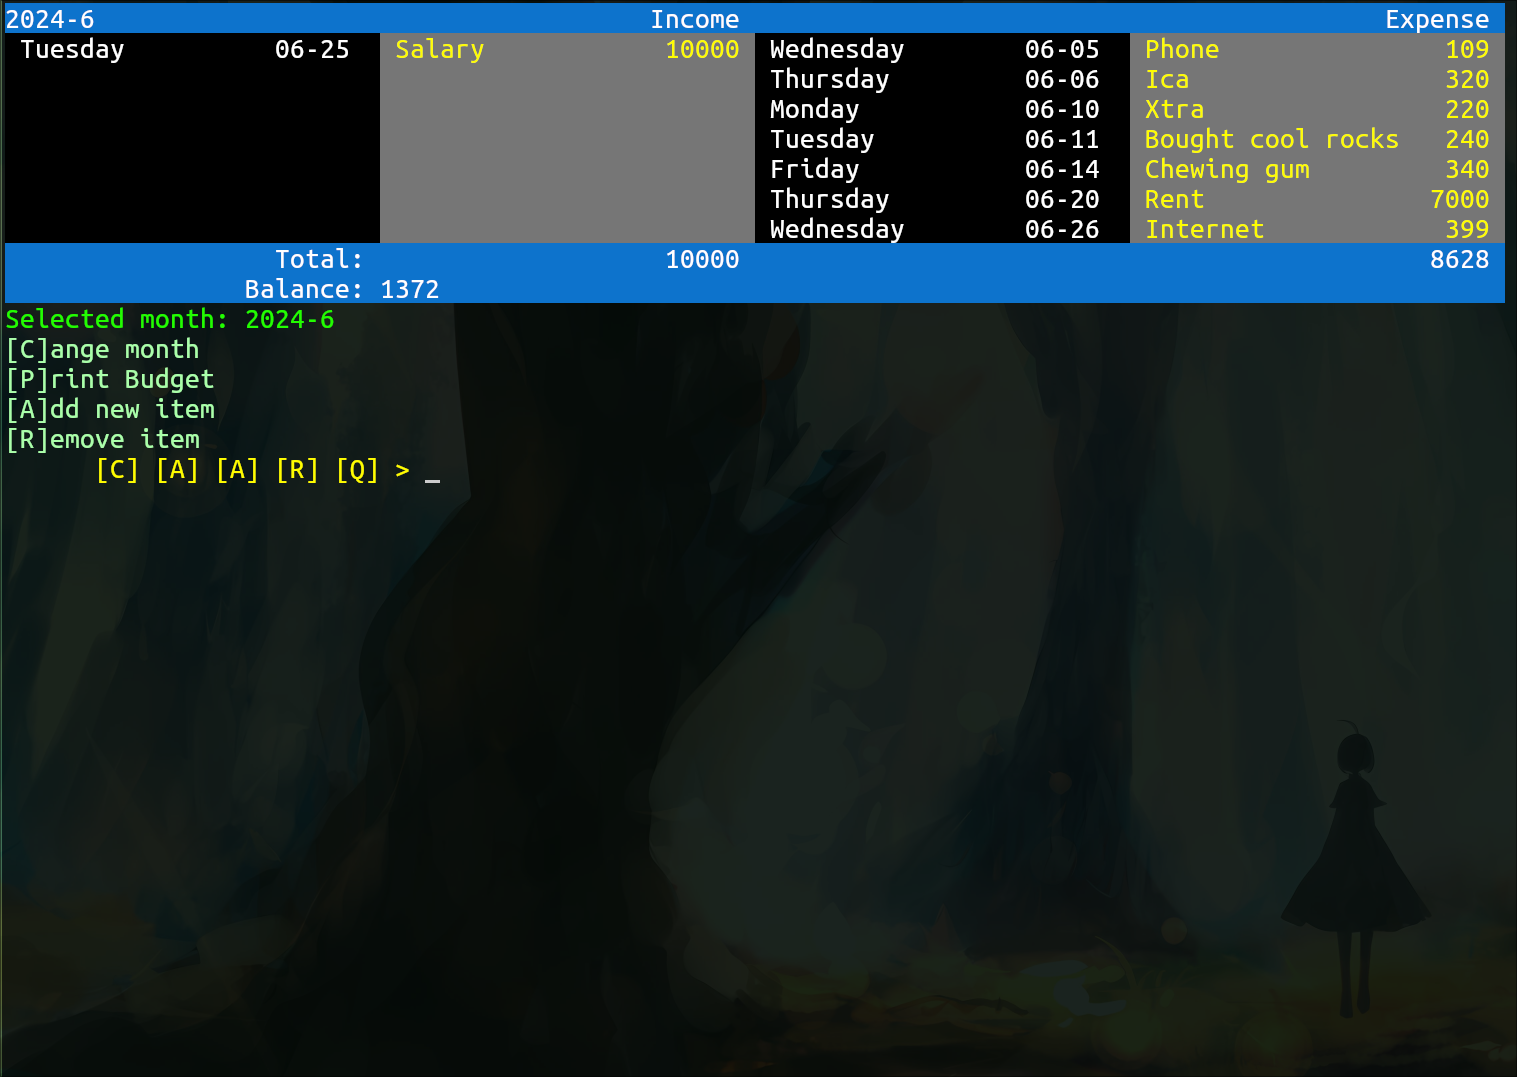 2024-6 Income Expense
Tuesday 06-25 Salary 10000 Wednesday 06-05 Phone 109
Thursday 06-06 Ica 320
Monday 06-10 Xtra 220
Tuesday 06-11 Bought cool rocks 240
Friday 06-14 Chewing gum 340
Thursday 06-20 Rent 7000
Wednesday 06-26 Internet 399
Total: 10000 8628
Balance: 1372
Selected month: 2024-6
[C]ange month
[P]rint Budget
[A]dd new item
[R]emove item
[C] [A] [A] [R] [Q] > _